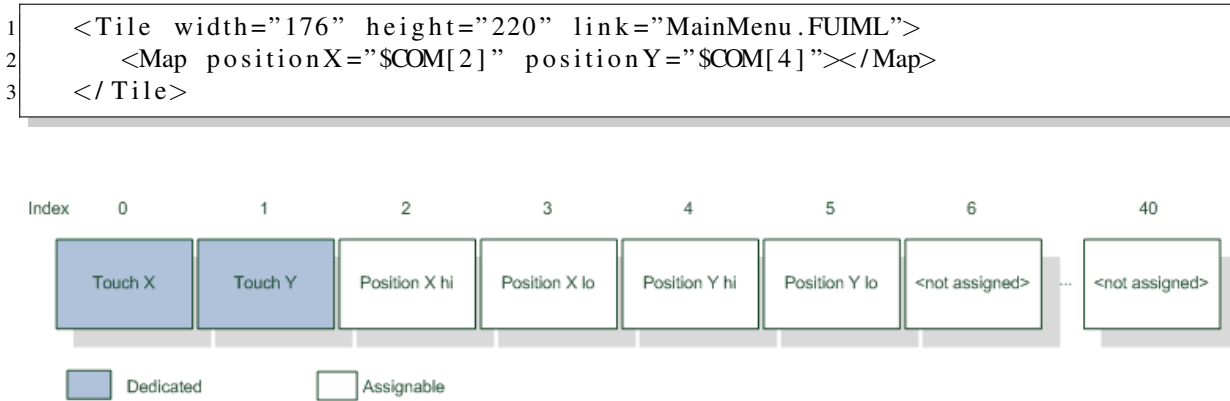 1 <Tile width="176" height="220" link="MainMenu.FUIML">
2 <Map positionX="$COM[2]" positionY="$COM[4]"></Map>
3 </Tile>
Index 0 1 2 3 4 5 6 40
Touch X Touch Y Position X hi Position X lo Position Y hi Position Y lo <not assigned> ... <not assigned>
Dedicated Assignable